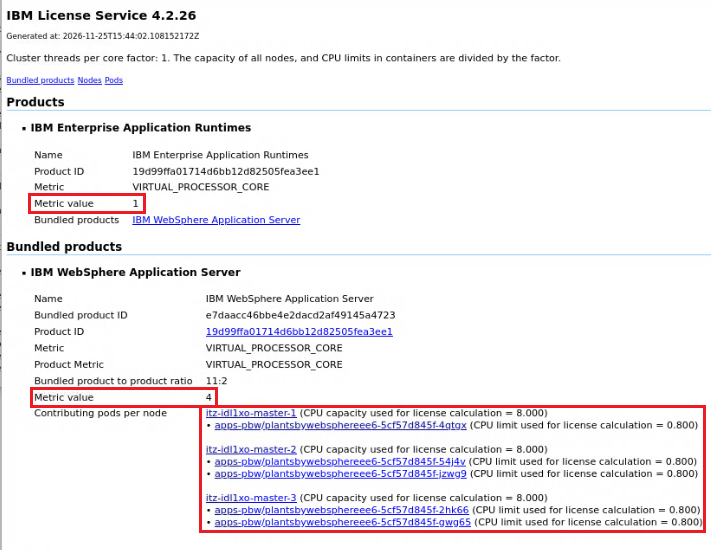 IBM License Service 4.2.26
Generated at: 2026-11-25T15:44:02.108152172Z
Cluster threads per core factor: 1. The capacity of all nodes, and CPU limits in containers are divided by the factor.
Bundled products Nodes Pods
Products
▪ IBM Enterprise Application Runtimes
Name IBM Enterprise Application Runtimes
Product ID 19d99ffa01714d6bb12d82505fea3ee1
Metric VIRTUAL_PROCESSOR_CORE
Metric value 1
Bundled products IBM WebSphere Application Server
Bundled products
▪ IBM WebSphere Application Server
Name IBM WebSphere Application Server
Bundled product ID e7daacc46bbe4e2dacd2af49145a4723
Product ID 19d99ffa01714d6bb12d82505fea3ee1
Metric VIRTUAL_PROCESSOR_CORE
Product Metric VIRTUAL_PROCESSOR_CORE
Bundled product to product ratio 11:2
Metric value 4
Contributing pods per node itz-idl1xo-master-1 (CPU capacity used for license calculation = 8.000)
• apps-pbw/plantsbywebsphereee6-5cf57d845f-4qtgx (CPU limit used for license calculation = 0.800)
itz-idl1xo-master-2 (CPU capacity used for license calculation = 8.000)
• apps-pbw/plantsbywebsphereee6-5cf57d845f-54j4v (CPU limit used for license calculation = 0.800)
• apps-pbw/plantsbywebsphereee6-5cf57d845f-jzwg9 (CPU limit used for license calculation = 0.800)
itz-idl1xo-master-3 (CPU capacity used for license calculation = 8.000)
• apps-pbw/plantsbywebsphereee6-5cf57d845f-2hk66 (CPU limit used for license calculation = 0.800)
• apps-pbw/plantsbywebsphereee6-5cf57d845f-gwg65 (CPU limit used for license calculation = 0.800)